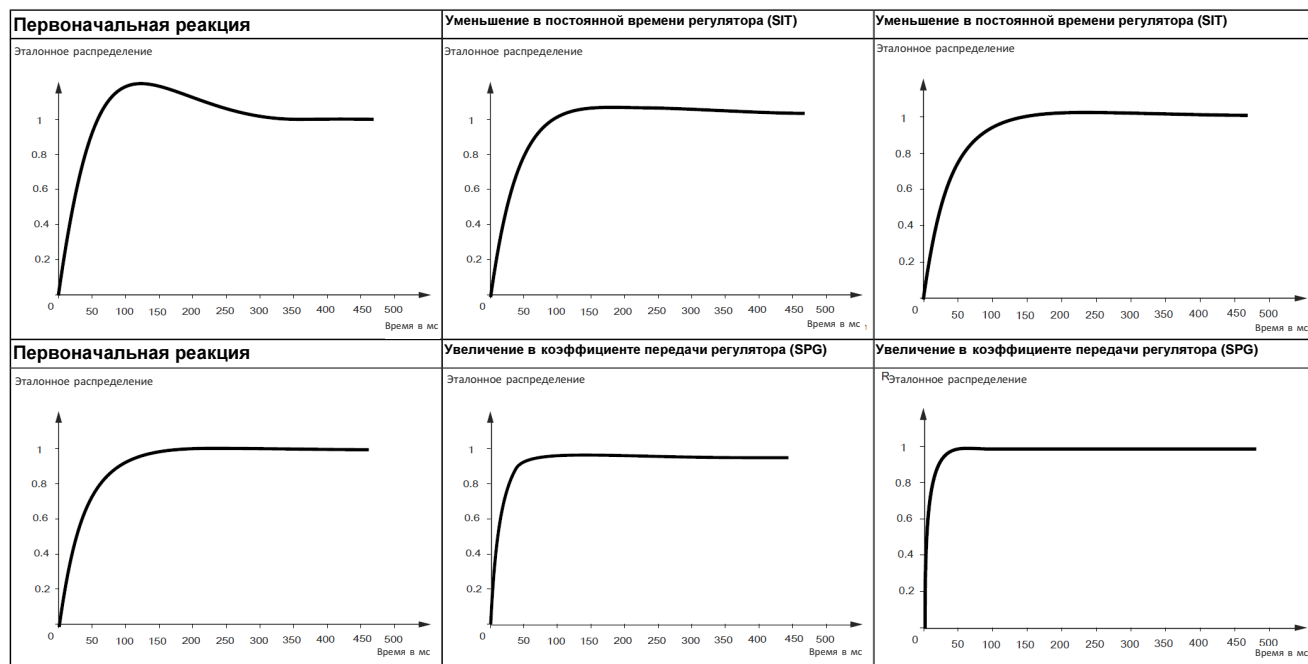 Первоначальная реакция
Уменьшение в постоянной времени регулятора (SIT)
Уменьшение в постоянной времени регулятора (SIT)
Эталонное распределение
Эталонное распределение
Эталонное распределение
1
0.8
0.6
0.4
0.2
0
50 100 150 200 250 300 350 400 450 500
Время в мс
1
0.8
0.6
0.4
0.2
0
50 100 150 200 250 300 350 400 450 500
Время в мс
1
0.8
0.6
0.4
0.2
0
50 100 150 200 250 300 350 400 450 500
Время в мс
Первоначальная реакция
Увеличение в коэффициенте передачи регулятора (SPG)
Увеличение в коэффициенте передачи регулятора (SPG)
Эталонное распределение
Эталонное распределение
RЭталонное распределение
1
0.8
0.6
0.4
0.2
0
50 100 150 200 250 300 350 400 450 500
Время в мс
1
0.8
0.6
0.4
0.2
0
50 100 150 200 250 300 350 400 450 500
Время в мс
1
0.8
0.6
0.4
0.2
0
50 100 150 200 250 300 350 400 450 500
Время в мс